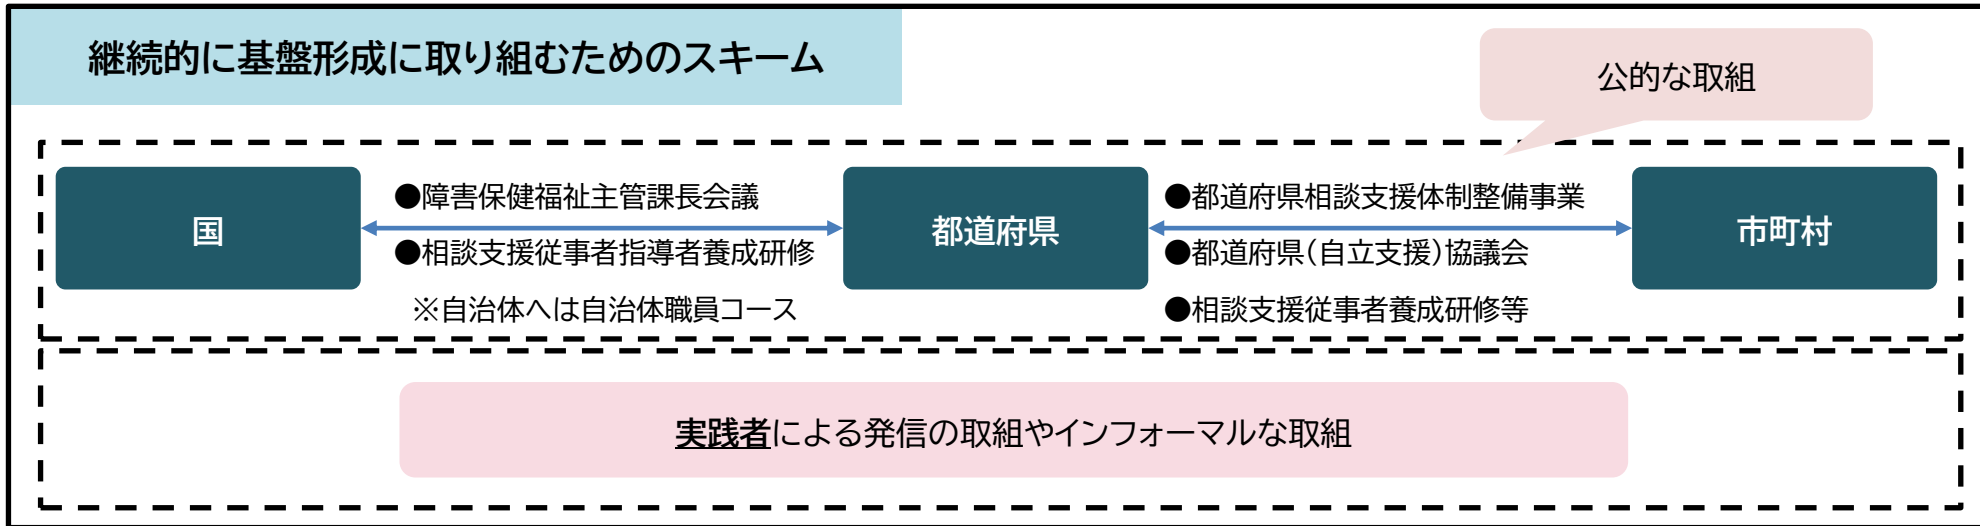 継続的に基盤形成に取り組むためのスキーム
公的な取組
国
●障害保健福祉主管課長会議
●相談支援従事者指導者養成研修
※自治体へは自治体職員コース
都道府県
●都道府県相談支援体制整備事業
●都道府県(自立支援)協議会
●相談支援従事者養成研修等
市町村
実践者による発信の取組やインフォーマルな取組